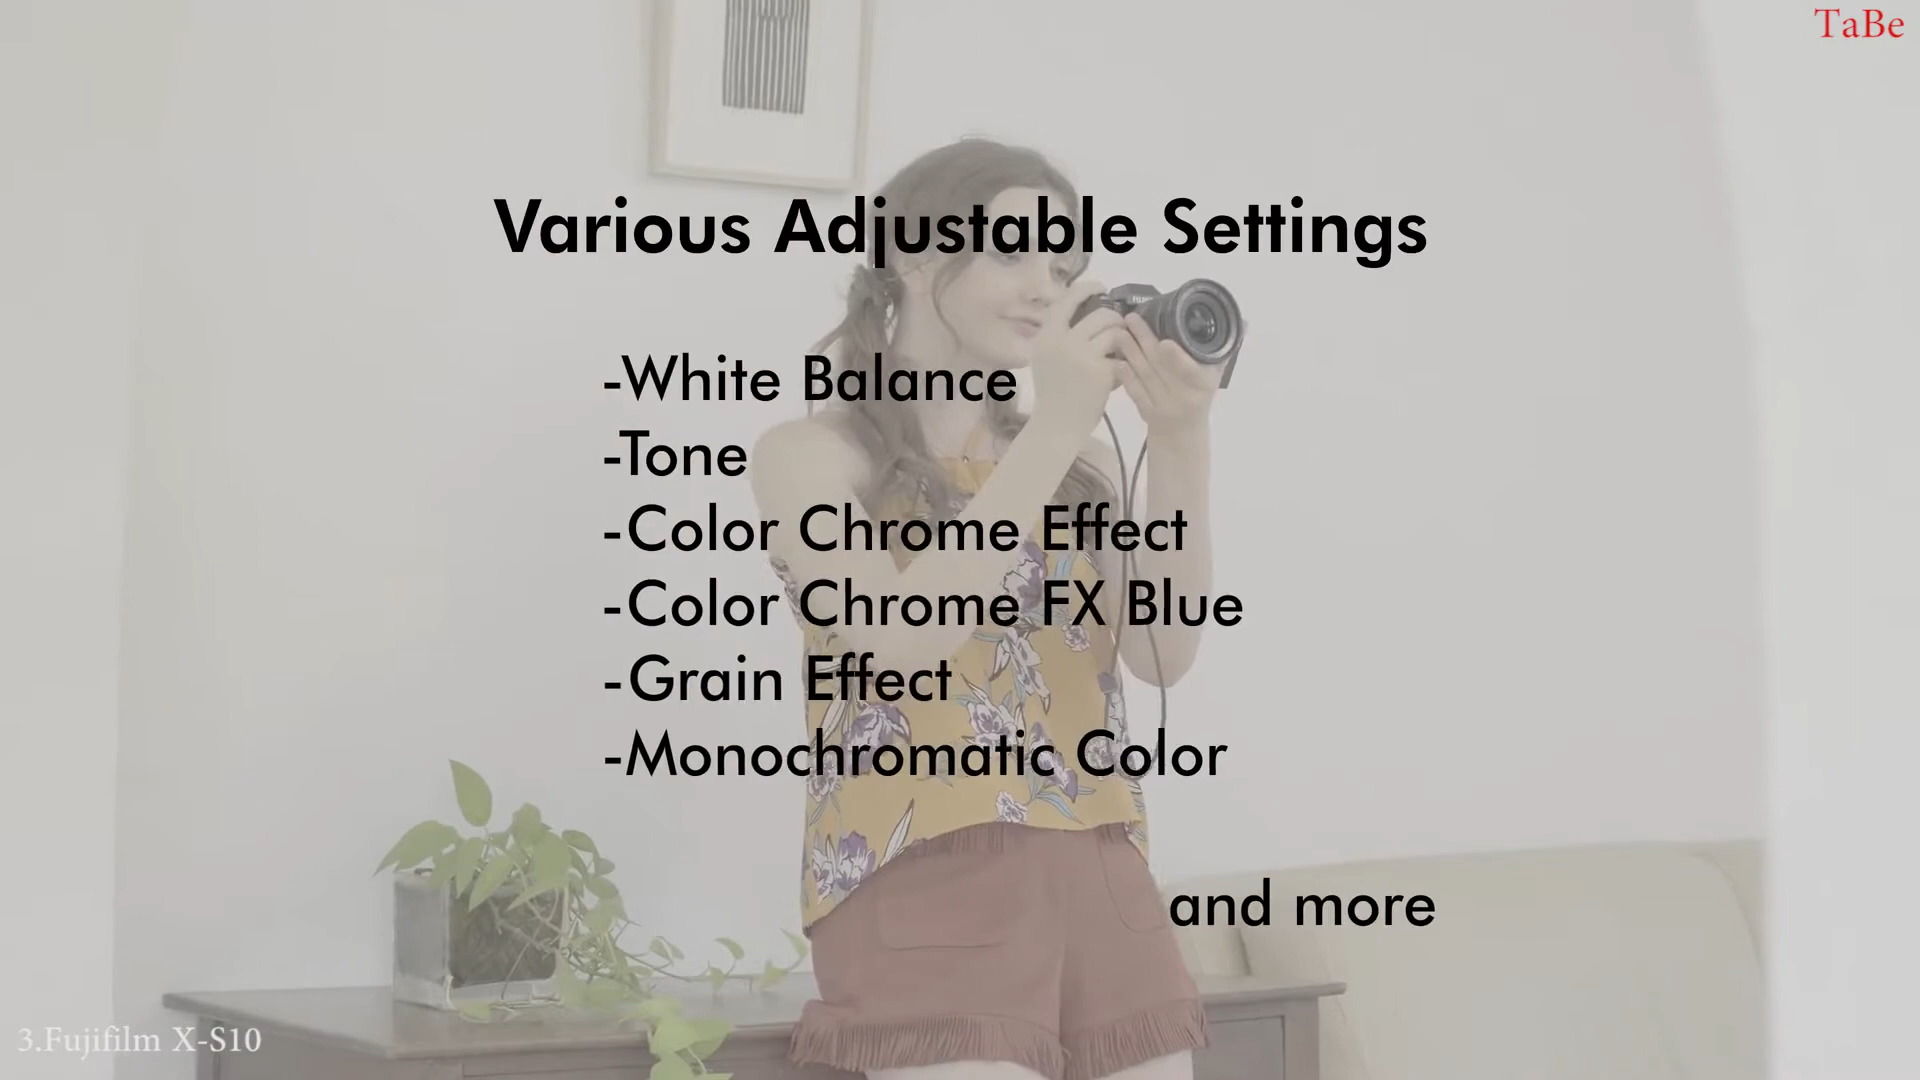 TaBe
Various Adjustable Settings
-White Balance
-Tone
-Color Chrome Effect
-Color Chrome FX Blue
-Grain Effect
-Monochromatic Color
and more
3.Fujifilm X-S10